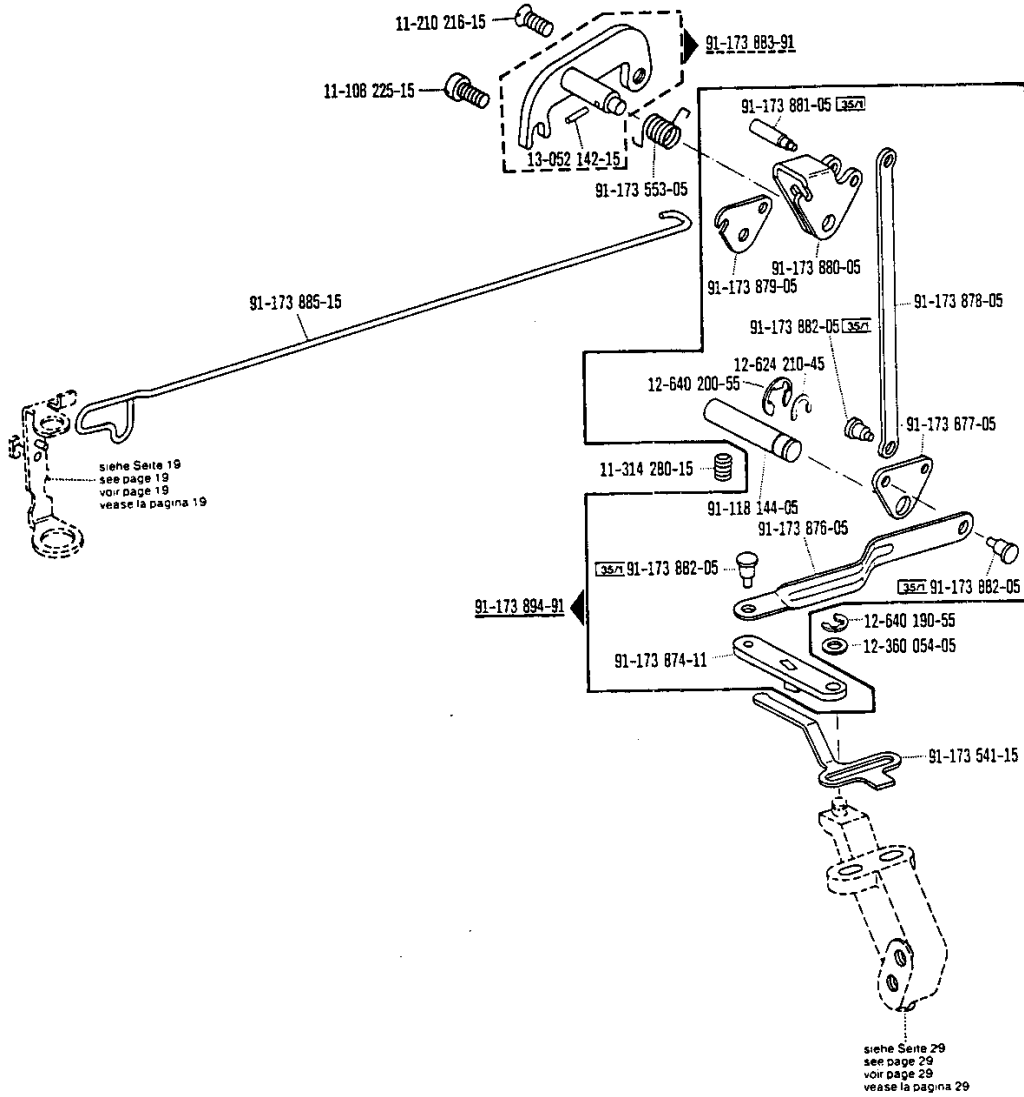 11-210 216-15
91-173 883-91
11-108 225-15
91-173 881-05 35/1
13-052 142-15
91-173 553-05
91-173 880-05
91-173 879-05
91-173 885-15
91-173 878-05
91-173 882-05 35/1
12-624 210-45
12-640 200-55
91-173 877-05
siehe Seite 19
see page 19
voir page 19
vease la pagina 19
11-314 280-15
91-118 144-05
91-173 876-05
35/1 91-173 882-05
35/1 91-173 882-05
91-173 894-91
12-640 190-55
12-360 054-05
91-173 874-11
91-173 541-15
siehe Seite 29
see page 29
voir page 29
vease la pagina 29